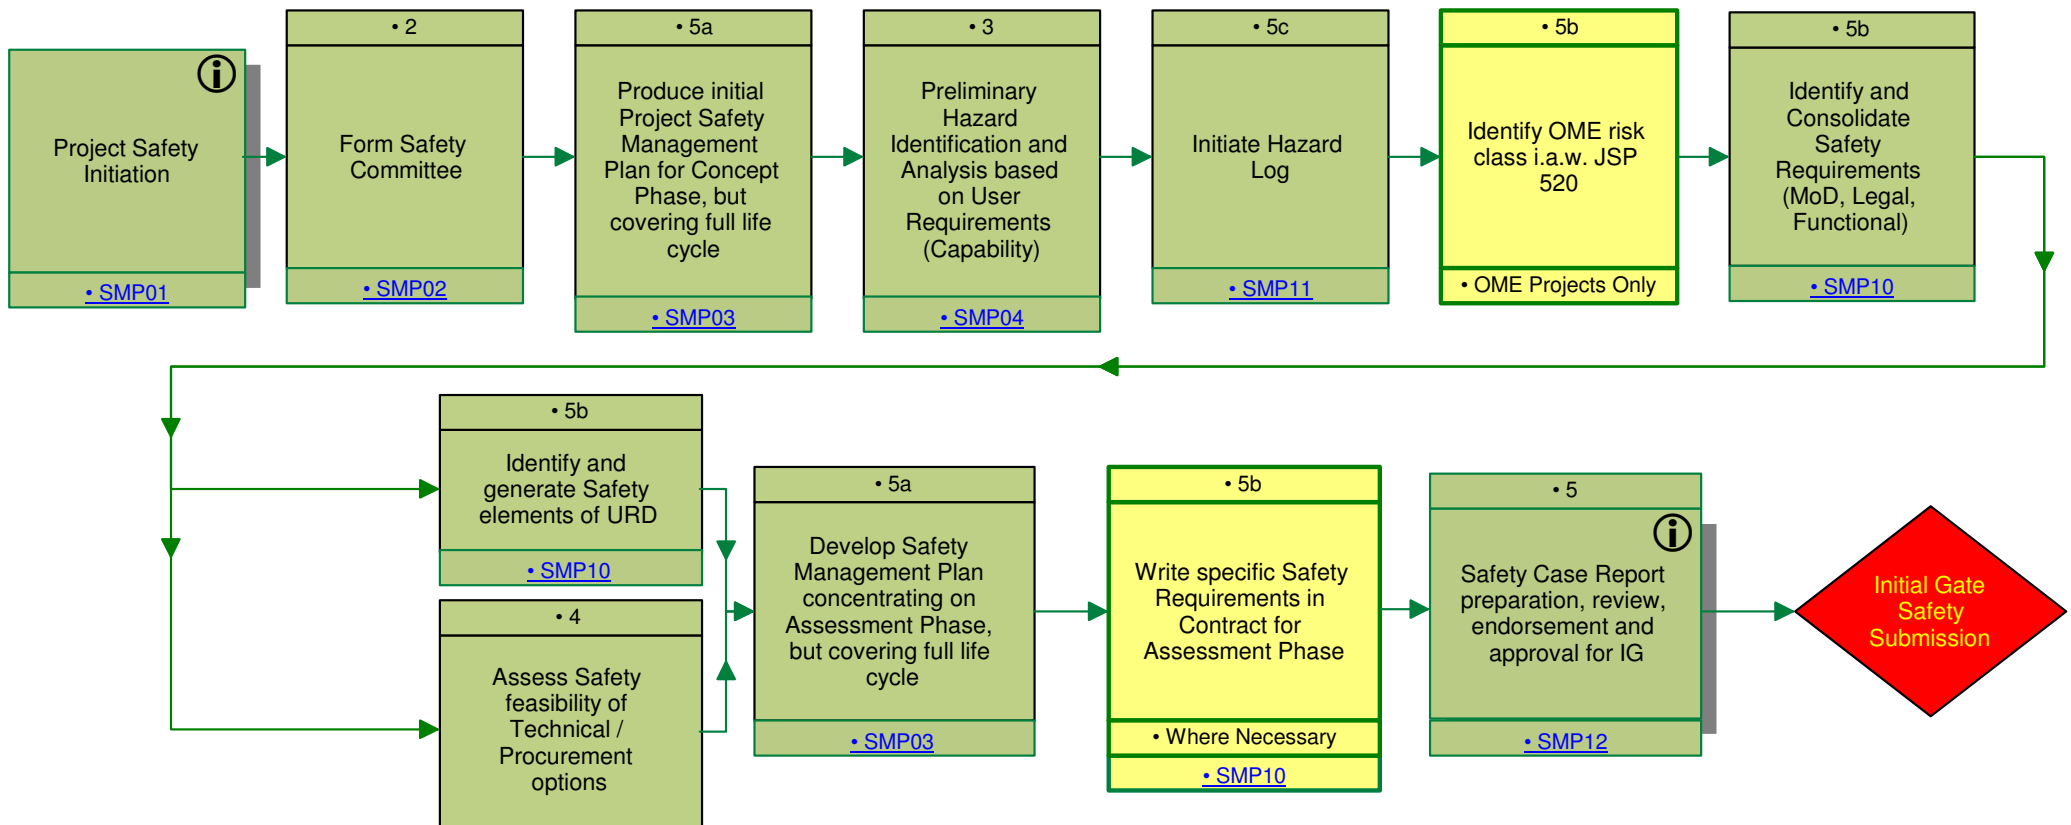 Project Safety
Initiation
• SMP01
• 2
Form Safety
Committee
• SMP02
• 5a
Produce initial
Project Safety
Management
Plan for Concept
Phase, but
covering full life
cycle
• SMP03
• 3
Preliminary
Hazard
Identification and
Analysis based
on User
Requirements
(Capability)
• SMP04
• 5c
Initiate Hazard
Log
• SMP11
• 5b
Identify OME risk
class i.a.w. JSP
520
• OME Projects Only
• 5b
Identify and
Consolidate
Safety
Requirements
(MoD, Legal,
Functional)
• SMP10
• 5b
Identify and
generate Safety
elements of URD
• SMP10
• 4
Assess Safety
feasibility of
Technical /
Procurement
options
• 5a
Develop Safety
Management Plan
concentrating on
Assessment Phase,
but covering full life
cycle
• SMP03
• 5b
Write specific Safety
Requirements in
Contract for
Assessment Phase
• Where Necessary
• SMP10
• 5
Safety Case Report
preparation, review,
endorsement and
approval for IG
• SMP12
Initial Gate
Safety
Submission